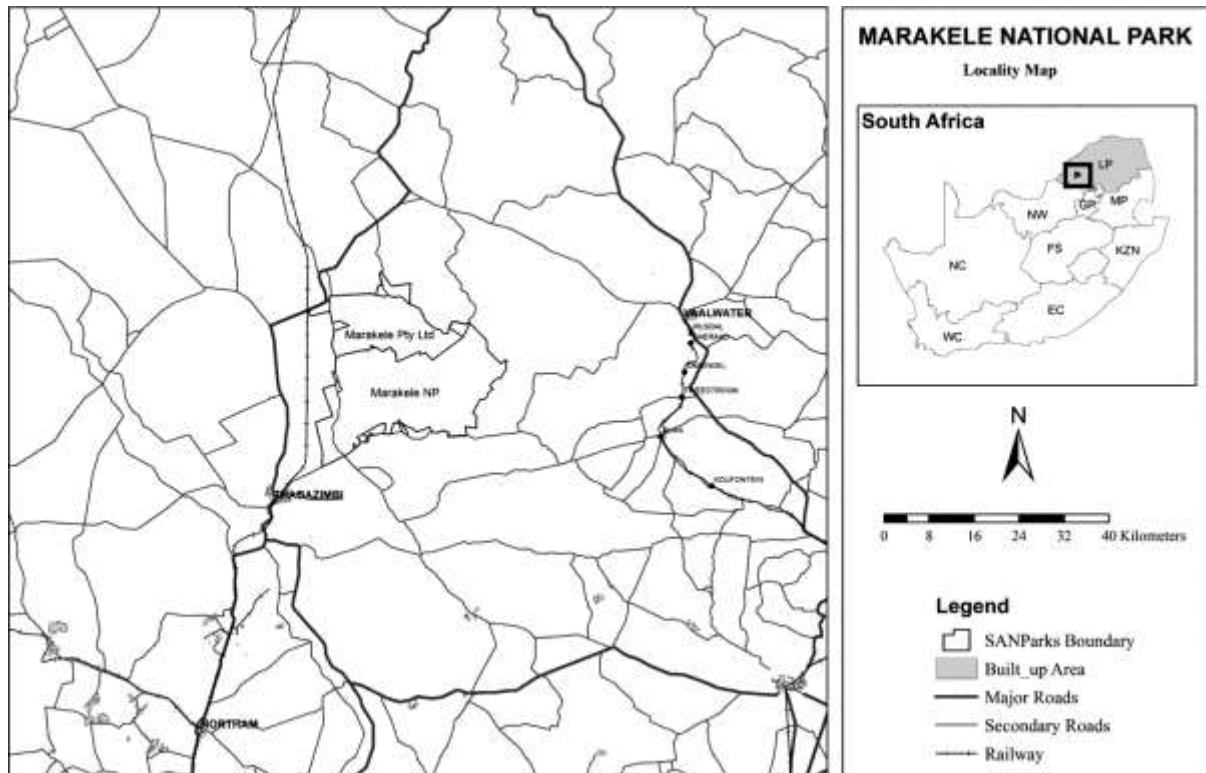 MARAKELE NATIONAL PARK
Locality Map
South Africa
LP
NW
GP
MP
FS
KZN
NC
EC
WC
N
0 8 16 24 32 40 Kilometers
Legend
SANParks Boundary
Built_up Area
Major Roads
Secondary Roads
Railway
Marakele Pty Ltd
Marakele NP
VAALWATER
THABAZIMBI